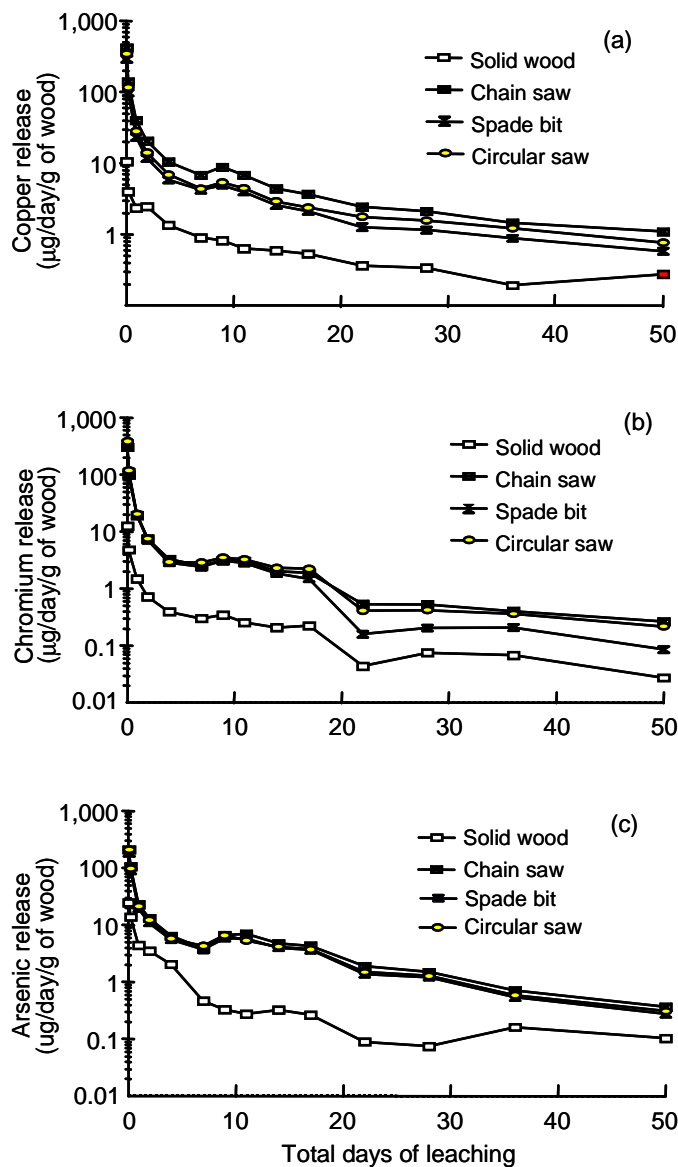 1,000
(a)
Solid wood
Chain saw
100
Spade bit
Circular saw
10
1
Copper release
(µg/day/g of wood)
0 10 20 30 40 50
1,000
(b)
Solid wood
100
Chain saw
Spade bit
10
Circular saw
1
0.1
0.01
Chromium release
(µg/day/g of wood)
0 10 20 30 40 50
1,000
(c)
Solid wood
100
Chain saw
Spade bit
10
Circular saw
1
0.1
0.01
Arsenic release
(ug/day/g of wood)
0 10 20 30 40 50
Total days of leaching